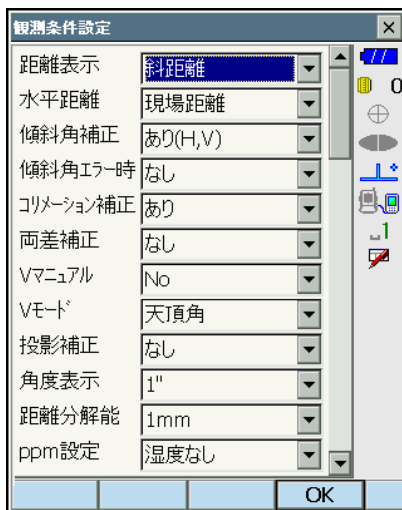 観測条件設定
距離表示 斜距離
0
水平距離 現場距離
傾斜角補正 あり(H,V)
傾斜角ｴﾗｰ時 なし
ｺﾘﾒｰｼｮﾝ補正 あり
両差補正 なし
1
Vﾏﾆｭｱﾙ No
Vﾓｰﾄﾞ 天頂角
投影補正 なし
角度表示 1"
距離分解能 1mm
ppm設定 湿度なし
OK